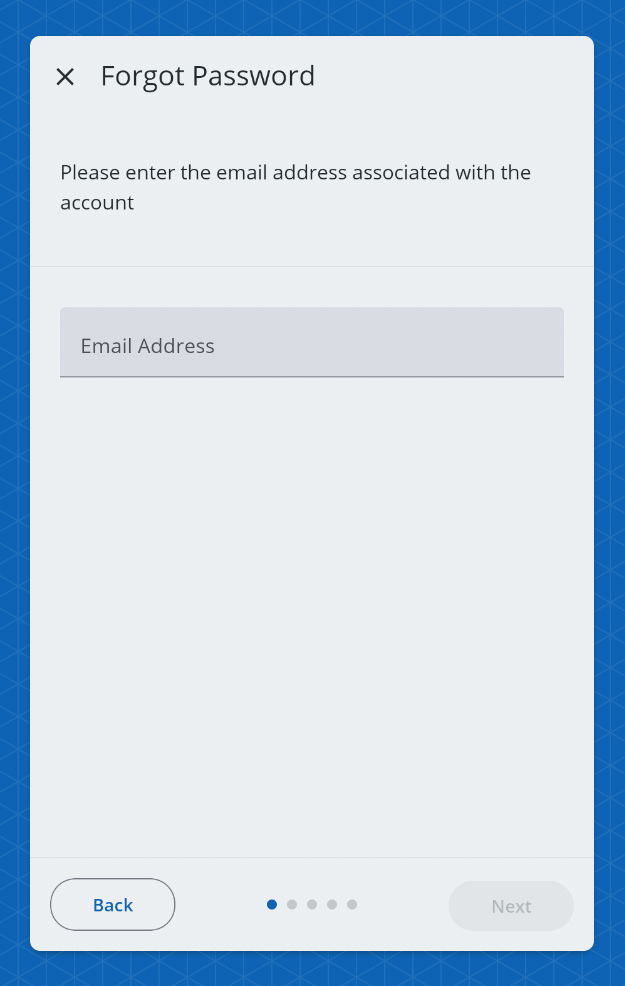 Forgot Password
Please enter the email address associated with the
account
Email Address
Back
Next